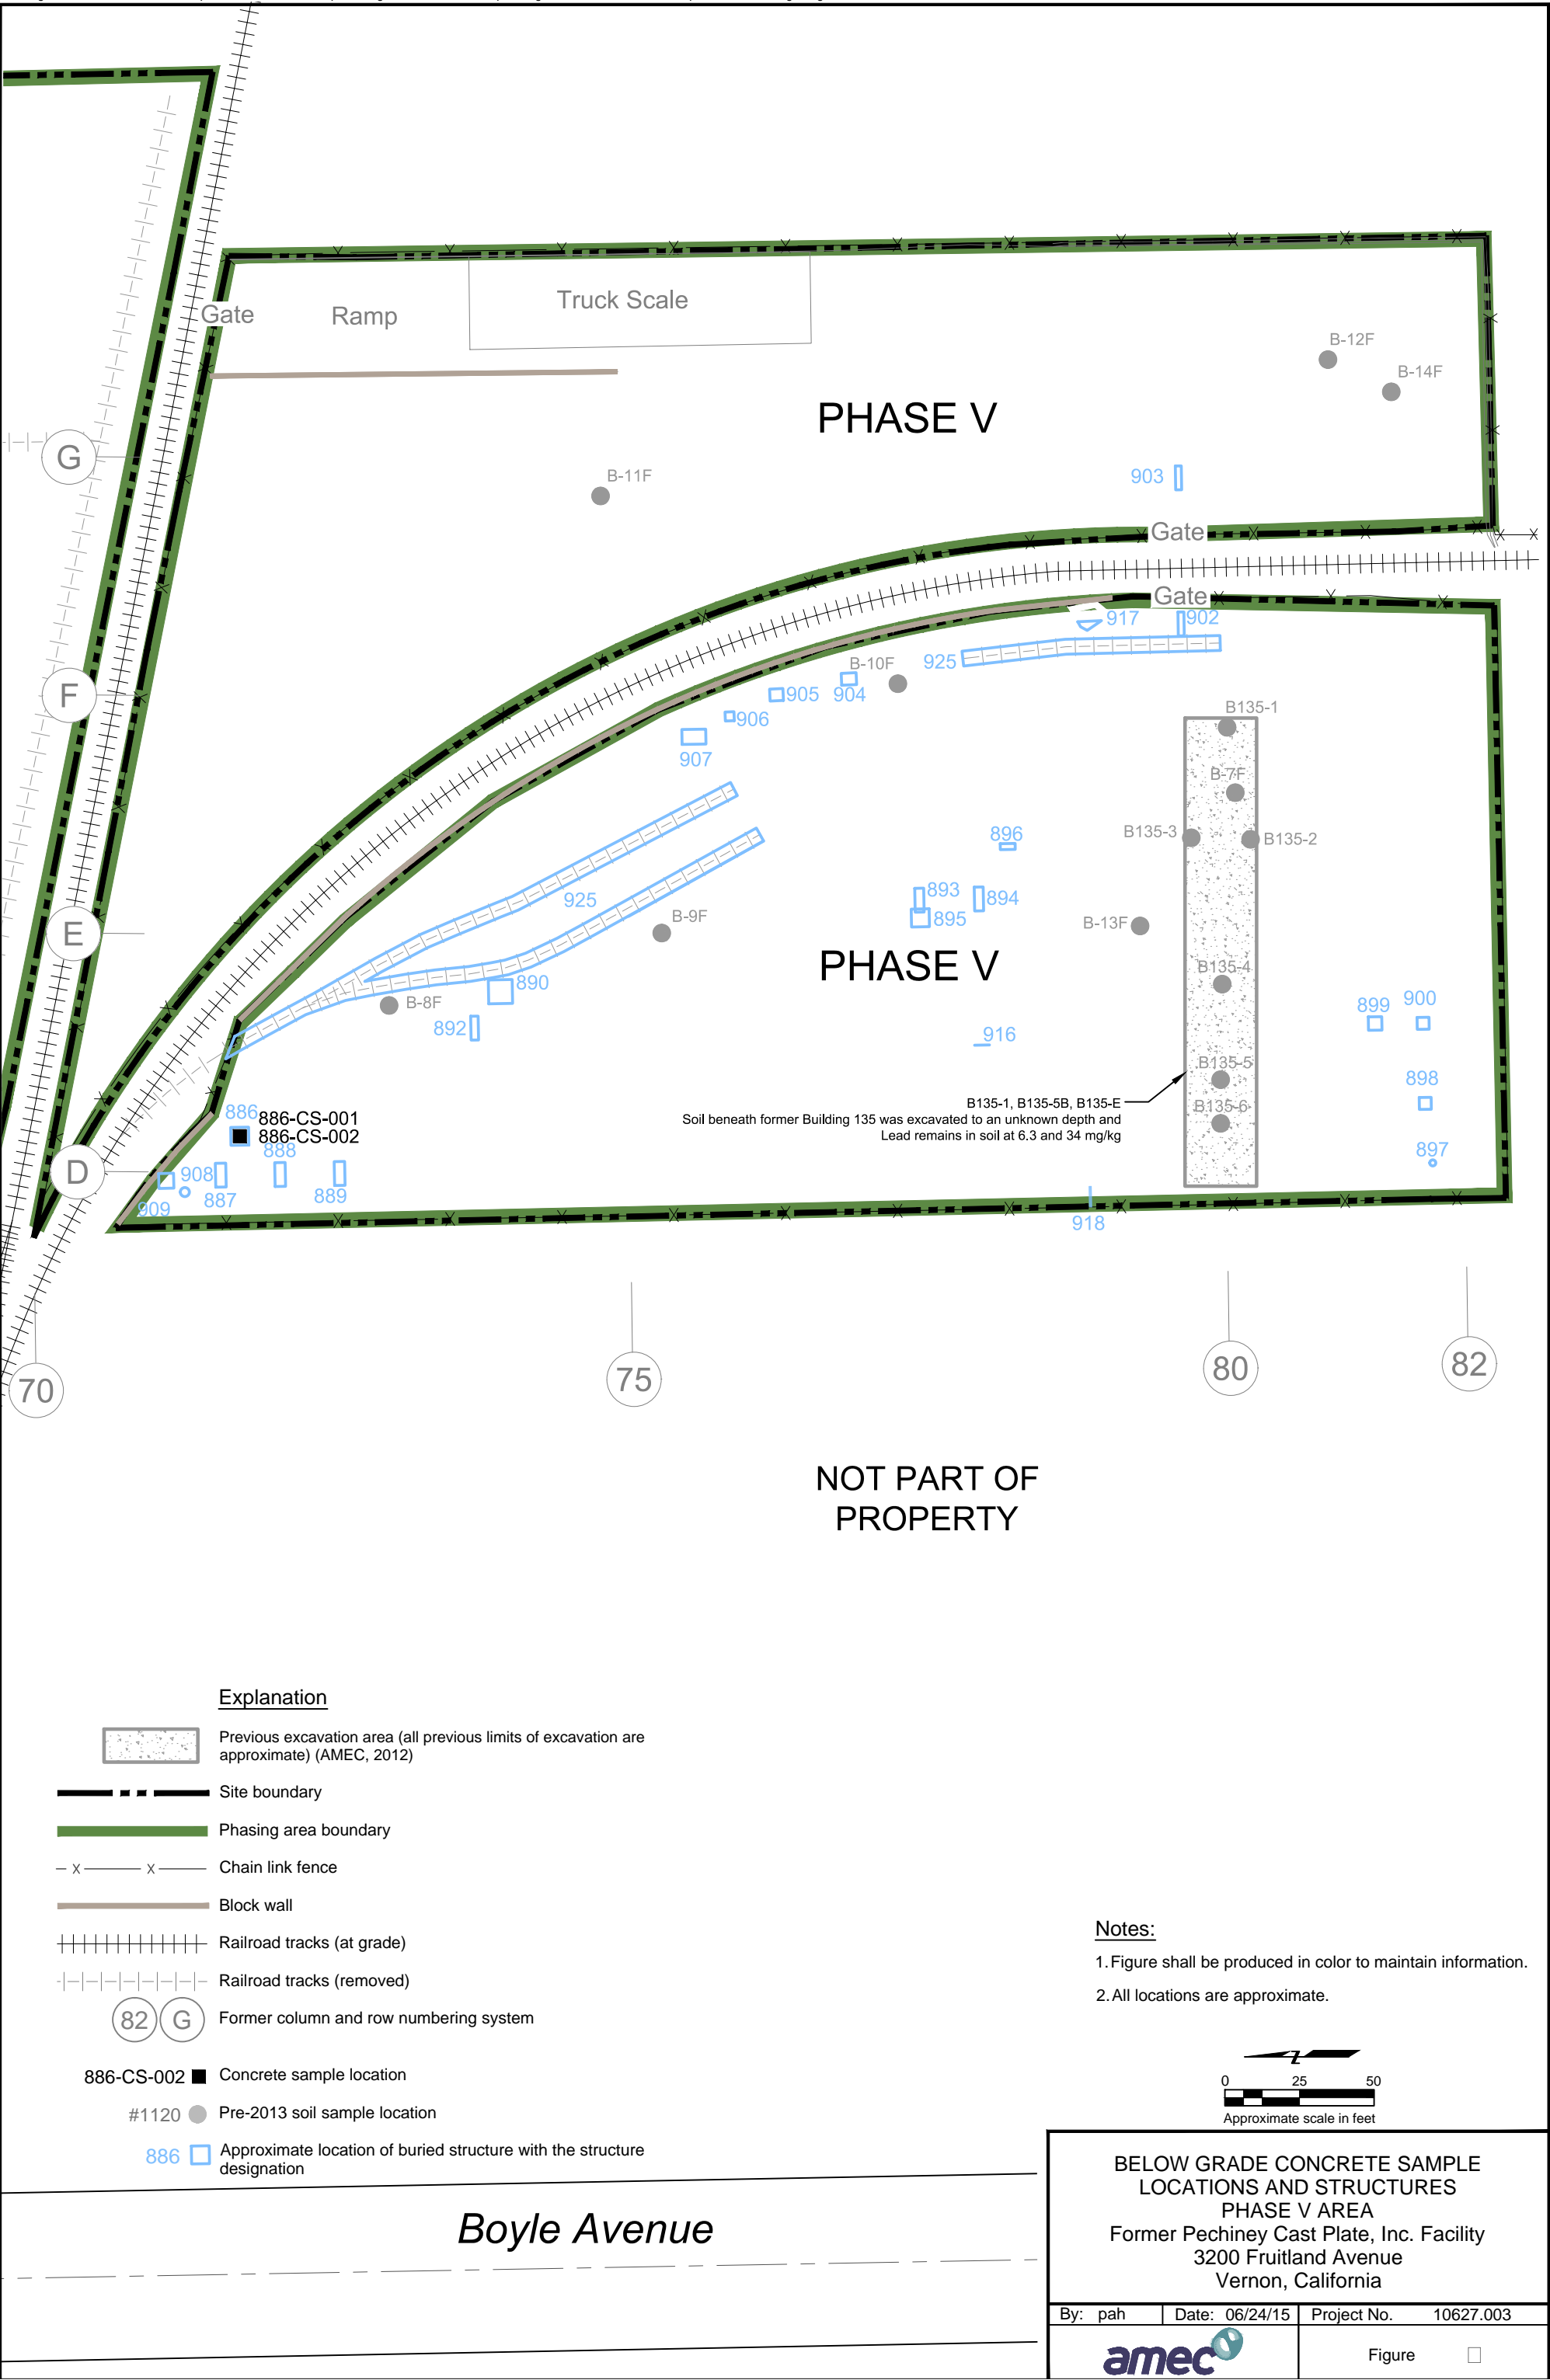 Gate
Ramp
Truck Scale
B-12F
B-14F
PHASE V
G
B-11F
903
Gate
Gate
917
902
F
B-10F
925
905
904
906
B135-1
907
B-7F
896
B135-3
B135-2
925
893
894
B-9F
895
B-13F
E
PHASE V
B135-4
890
B-8F
899
900
892
916
B135-5
898
B135-1, B135-5B, B135-E
Soil beneath former Building 135 was excavated to an unknown depth and
Lead remains in soil at 6.3 and 34 mg/kg
B135-6
886
886-CS-001
886-CS-002
888
897
D
908
887
889
909
918
70
75
80
82
NOT PART OF
PROPERTY
Explanation
Previous excavation area (all previous limits of excavation are
approximate) (AMEC, 2012)
Site boundary
Phasing area boundary
X X Chain link fence
Block wall
Railroad tracks (at grade)
Railroad tracks (removed)
82 G Former column and row numbering system
886-CS-002 Concrete sample location
#1120 Pre-2013 soil sample location
886 Approximate location of buried structure with the structure
designation
Notes:
1. Figure shall be produced in color to maintain information.
2. All locations are approximate.
Z
0 25 50
Approximate scale in feet
Boyle Avenue
BELOW GRADE CONCRETE SAMPLE
LOCATIONS AND STRUCTURES
PHASE V AREA
Former Pechiney Cast Plate, Inc. Facility
3200 Fruitland Avenue
Vernon, California
By: pah Date: 06/24/15 Project No. 10627.003
amec
Figure